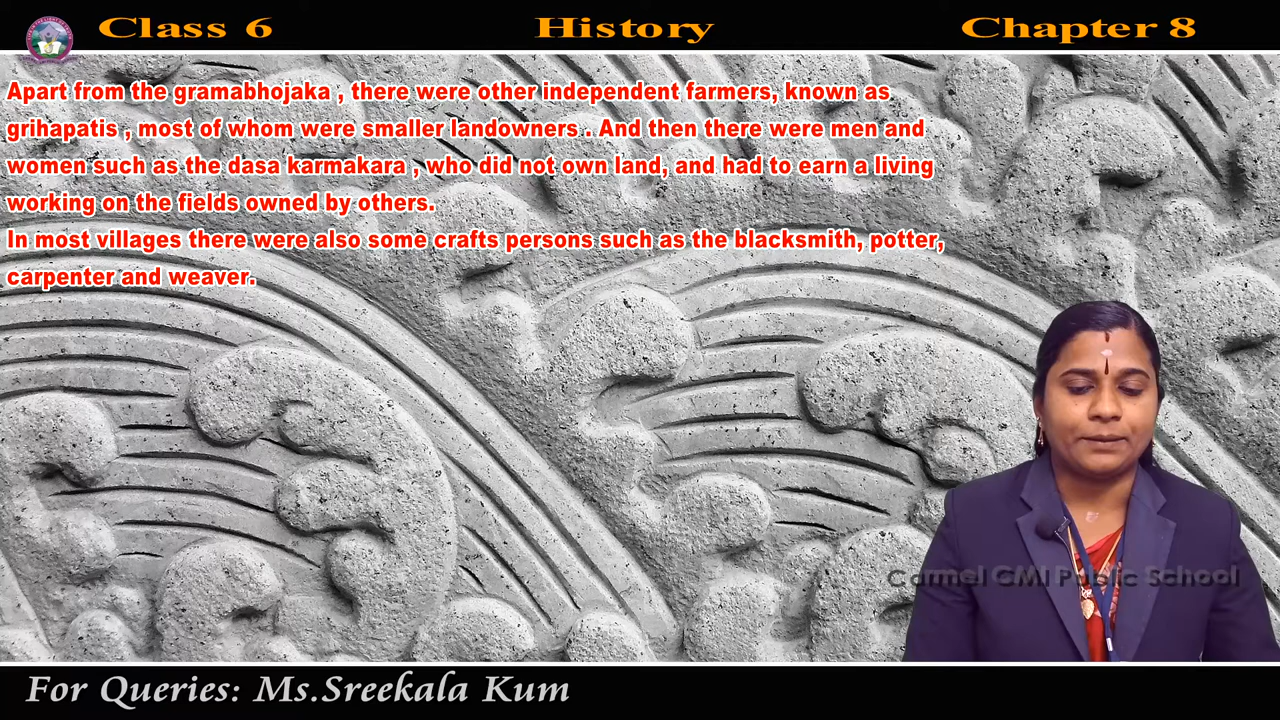 Class 6 History Chapter 8
Apart from the gramabhojaka , there were other independent farmers, known as
grihapatis , most of whom were smaller landowners . And then there were men and
women such as the dasa karmakara , who did not own land, and had to earn a living
working on the fields owned by others.
In most villages there were also some crafts persons such as the blacksmith, potter,
carpenter and weaver.
Carmel CMI Public School
For Queries: Ms.Sreekala Kum